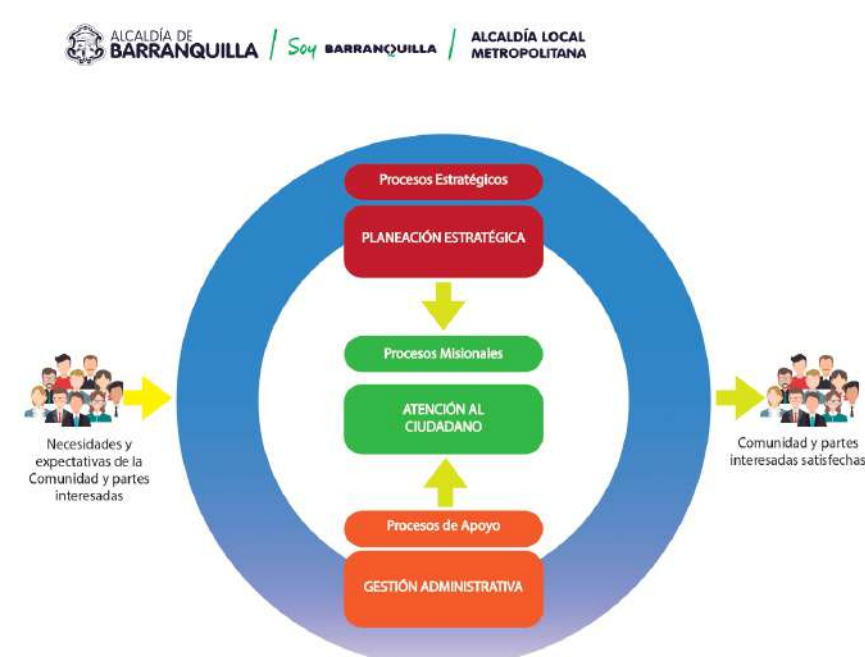 ALCALDÍA DE
BARRANQUILLA
Soy BARRANQUILLA
ALCALDÍA LOCAL
METROPOLITANA
Procesos Estratégicos
PLANEACIÓN ESTRATÉGICA
Procesos Misionales
ATENCIÓN AL
CIUDADANO
Necesidades y
expectativas de la
Comunidad y partes
interesadas
Comunidad y partes
interesadas satisfechas
Procesos de Apoyo
GESTIÓN ADMINISTRATIVA